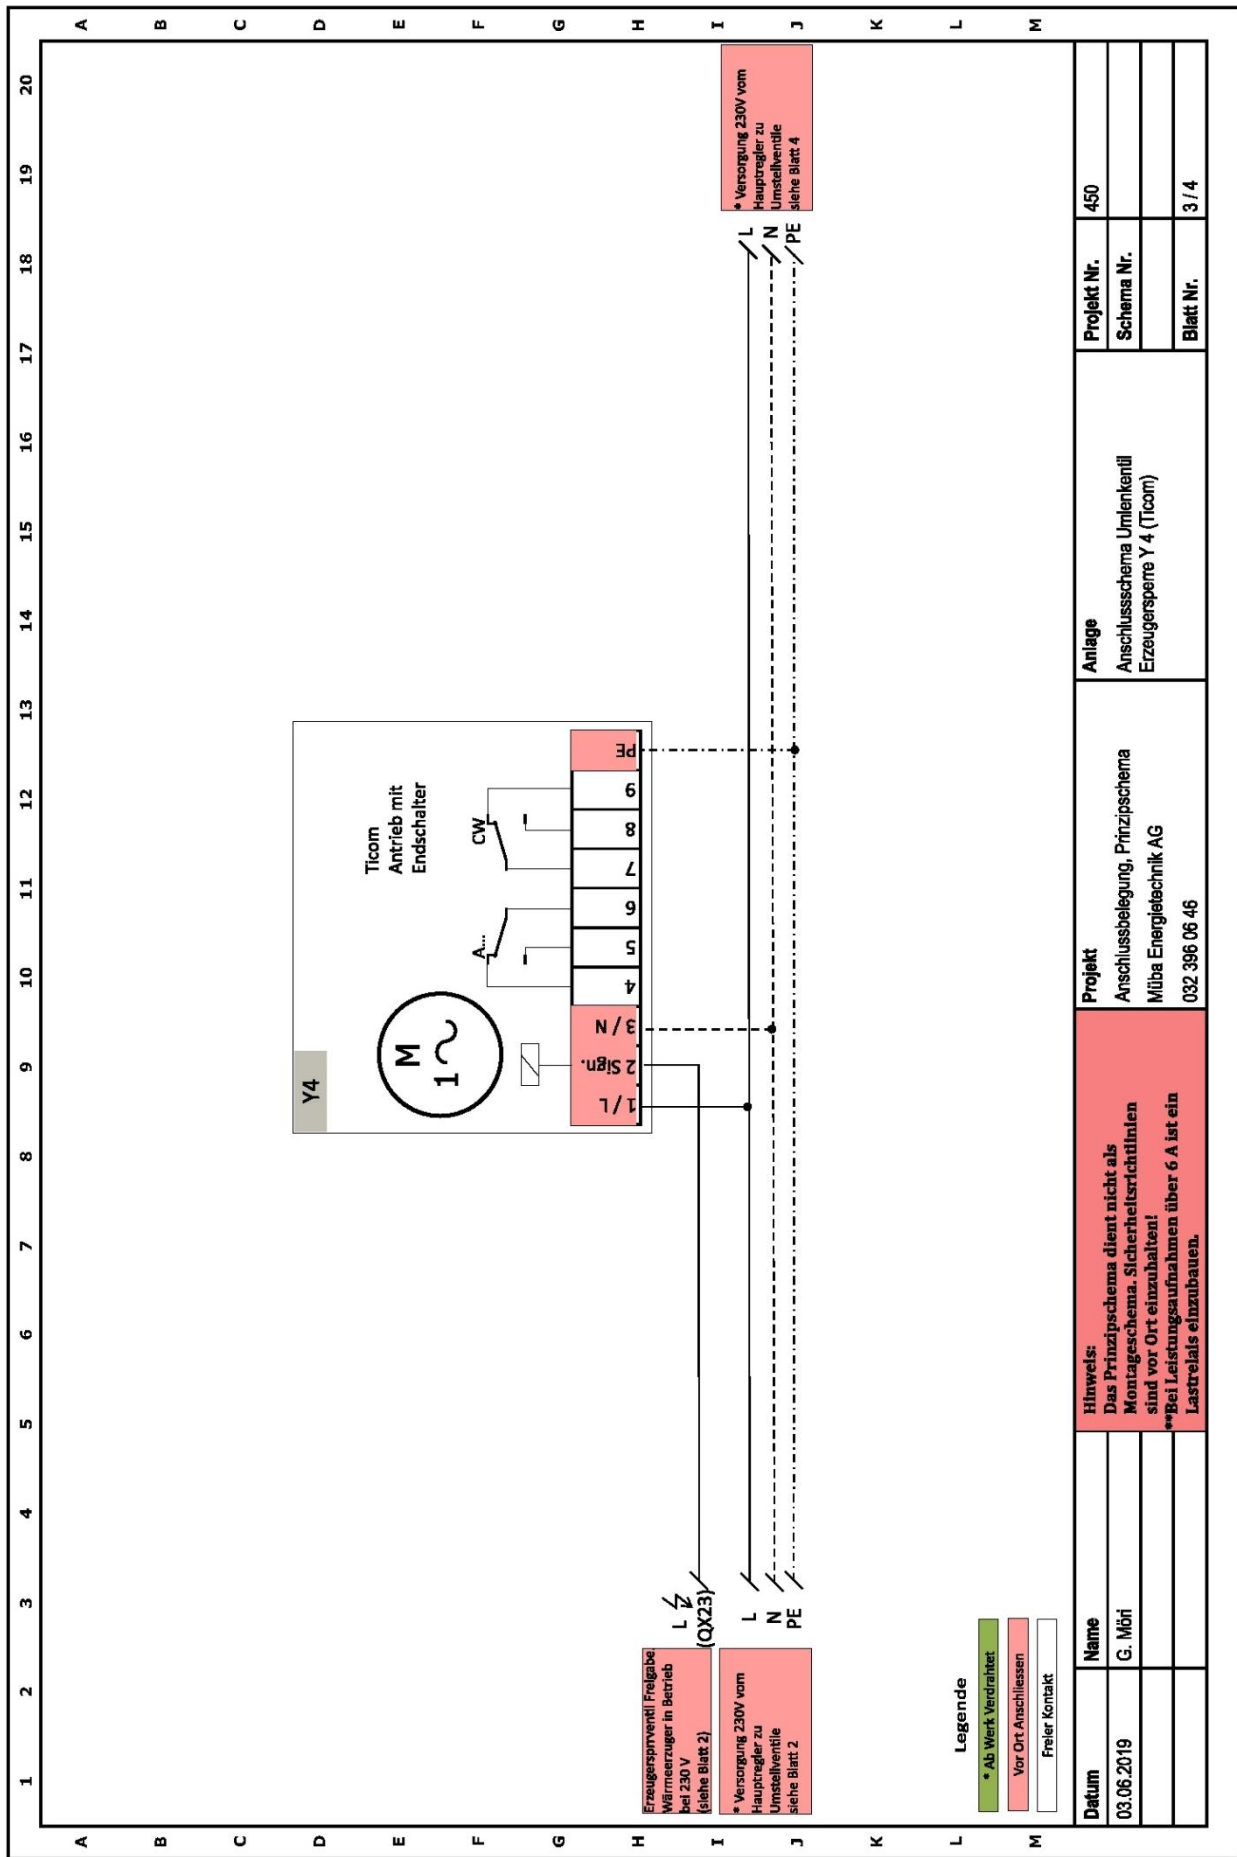 1 2 3 4 5 6 7 8 9 10 11 12 13 14 15 16 17 18 19 20
A
B
C
D
E
F
G
H
I
J
K
L
M
A
B
C
D
E
F
G
H
I
J
K
L
M
Y4
M
1
Ticom
Antrieb mit
Endschalter
A...
CW
1 / L
2 Sign.
3 / N
4
5
6
7
8
9
PE
Erzeugersprrventil Freigabe
Wärmeerzuger in Betrieb
bei 230 V
(siehe Blatt 2)
L
(QX23)
* Versorgung 230V vom
Hauptregler zu
Umstellventile
siehe Blatt 2
L
N
PE
L
N
PE
* Versorgung 230V vom
Hauptregler zu
Umstellventile
siehe Blatt 4
Legende
* Ab Werk Verdrahtet
Vor Ort Anschliessen
Freier Kontakt
Datum
03.06.2019
Name
G. Möri
Hinweis:
Das Prinzipschema dient nicht als
Montageschema. Sicherheitsrichtlinien
sind vor Ort einzuhalten!
**Bei Leistungsaufnahmen über 6 A ist ein
Lastrelais einzubauen.
Projekt
Anschlussbelegung, Prinzipschema
Müba Energietechnik AG
032 396 06 46
Anlage
Anschlussschema Umlenkentil
Erzeugersperre Y 4 (Ticom)
Projekt Nr. 450
Schema Nr.
Blatt Nr. 3 / 4